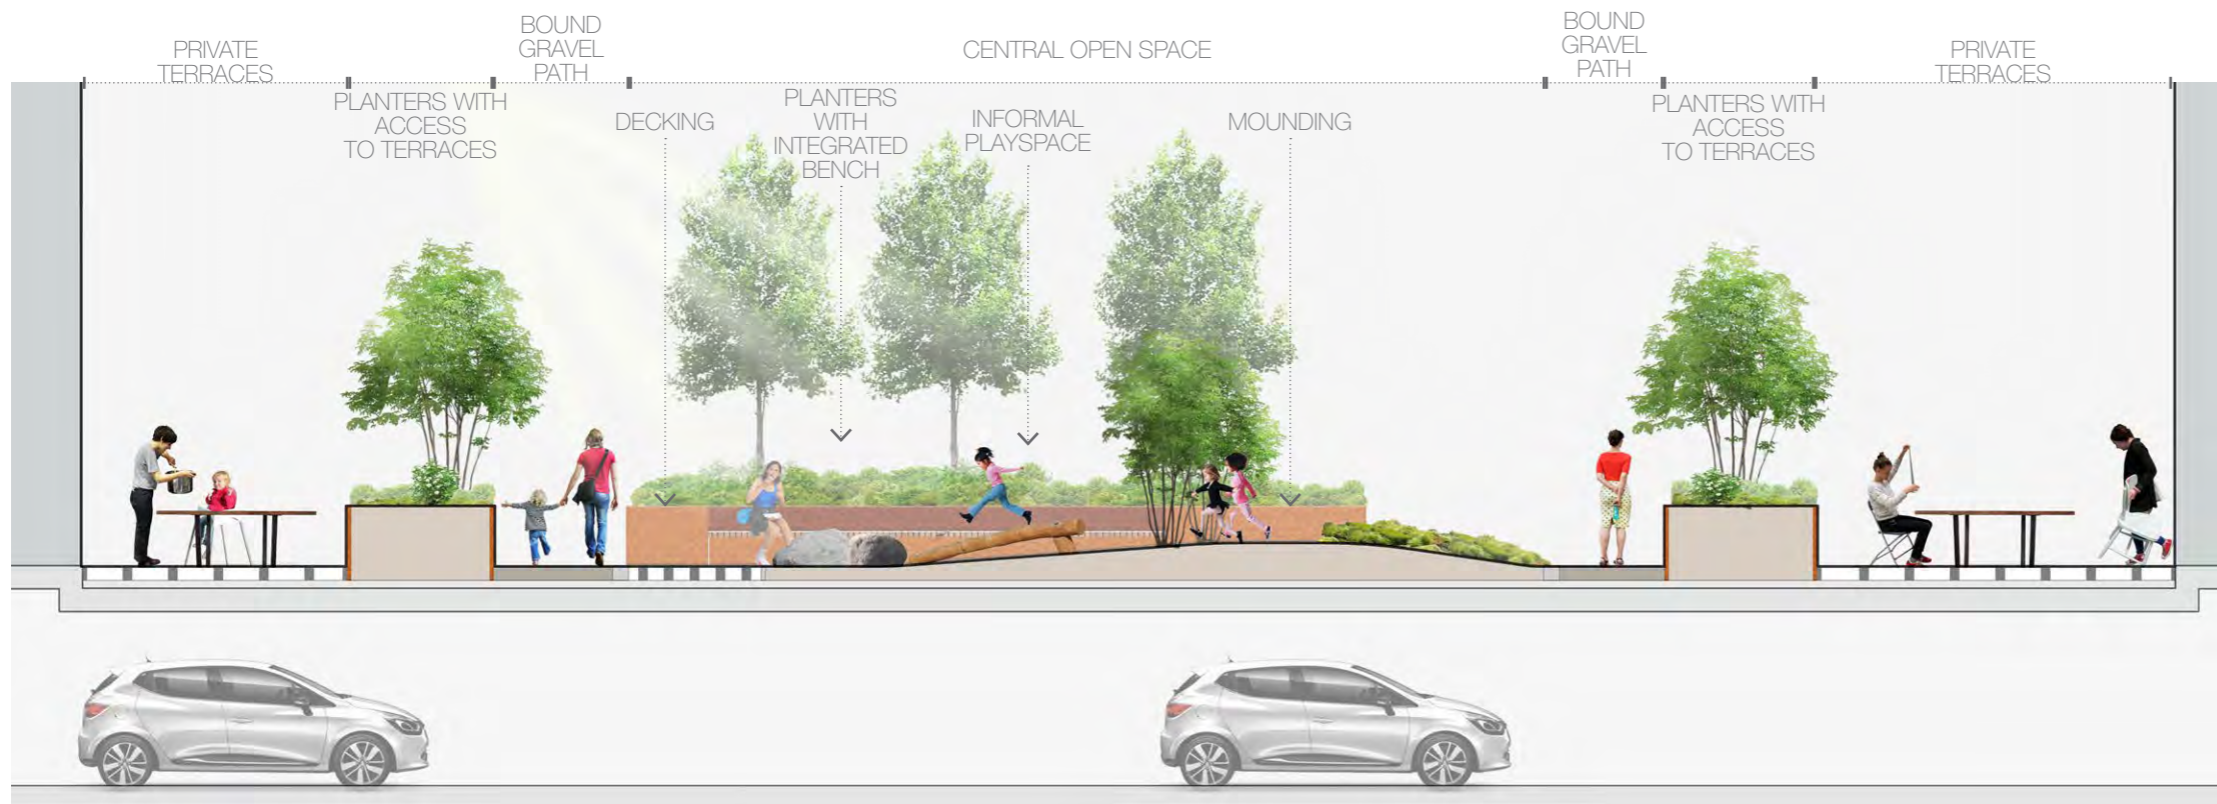 PRIVATE
TERRACES
PLANTERS WITH
ACCESS
TO TERRACES
BOUND
GRAVEL
PATH
CENTRAL OPEN SPACE
DECKING
PLANTERS
WITH
INTEGRATED
BENCH
INFORMAL
PLAYSPACE
MOUNDING
BOUND
GRAVEL
PATH
PLANTERS WITH
ACCESS
TO TERRACES
PRIVATE
TERRACES